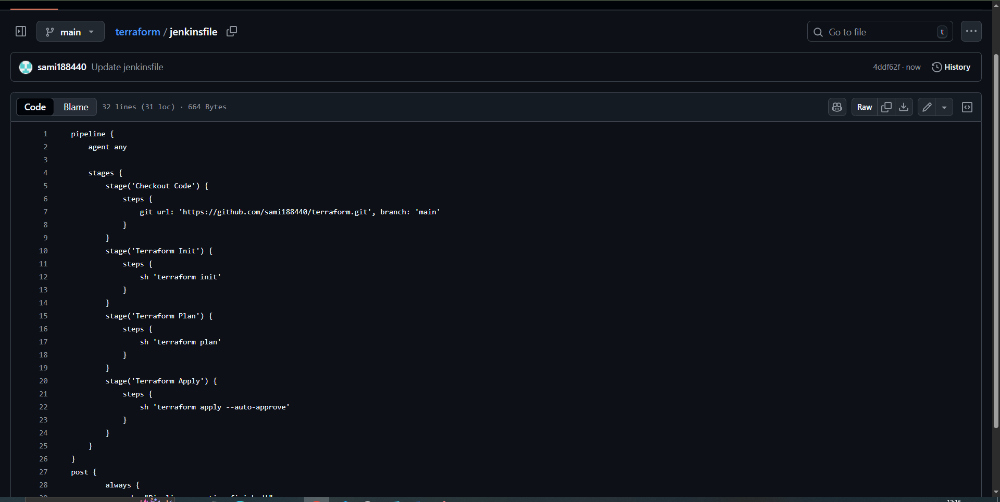 main
terraform / jenkinsfile
Go to file
t
sami188440 Update jenkinsfile
4ddf62f · now
History
Code
Blame
32 lines (31 loc) · 664 Bytes
Raw
1 pipeline {
2     agent any
3
4     stages {
5         stage('Checkout Code') {
6             steps {
7                 git url: 'https://github.com/sami188440/terraform.git', branch: 'main'
8             }
9         }
10         stage('Terraform Init') {
11             steps {
12                 sh 'terraform init'
13             }
14         }
15         stage('Terraform Plan') {
16             steps {
17                 sh 'terraform plan'
18             }
19         }
20         stage('Terraform Apply') {
21             steps {
22                 sh 'terraform apply --auto-approve'
23             }
24         }
25     }
26 }
27 post {
28         always {